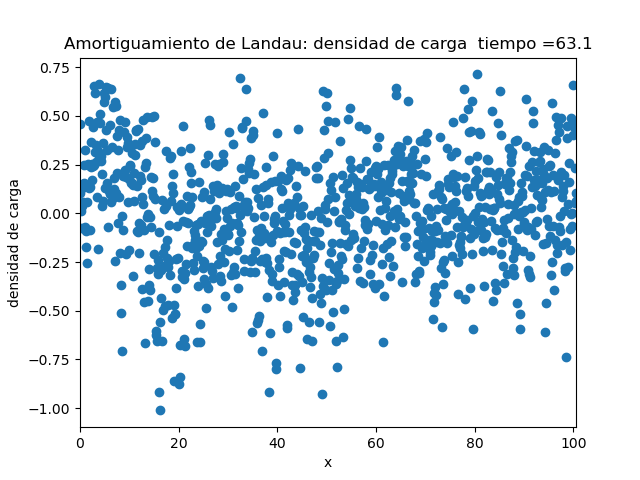 Amortiguamiento de Landau: densidad de carga  tiempo =63.1
0.75
0.50
0.25
0.00
−0.25
−0.50
−0.75
−1.00
densidad de carga
0 20 40 60 80 100
x